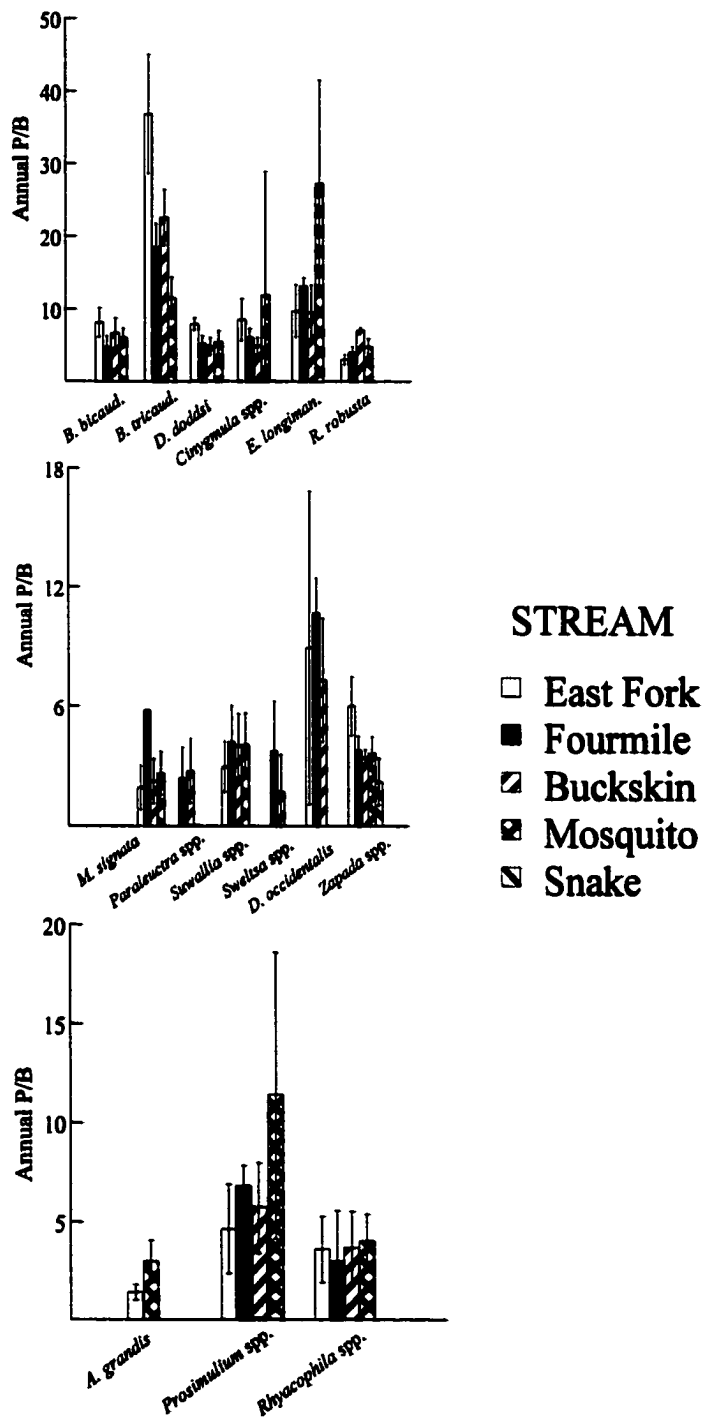 50
40
30
20
10
Annual P/B
B. bicaud.
B. tricaud.
D. doddsi
Cinygmula spp.
E. longiman.
R. robusta
18
12
6
Annual P/B
M. signata
Paraleuctra spp.
Suwallia spp.
Sweltsa spp.
D. occidentalis
Zapada spp.
STREAM
East Fork
Fourmile
Buckskin
Mosquito
Snake
20
15
10
5
Annual P/B
A. grandis
Prosimulium spp.
Rhyacophila spp.